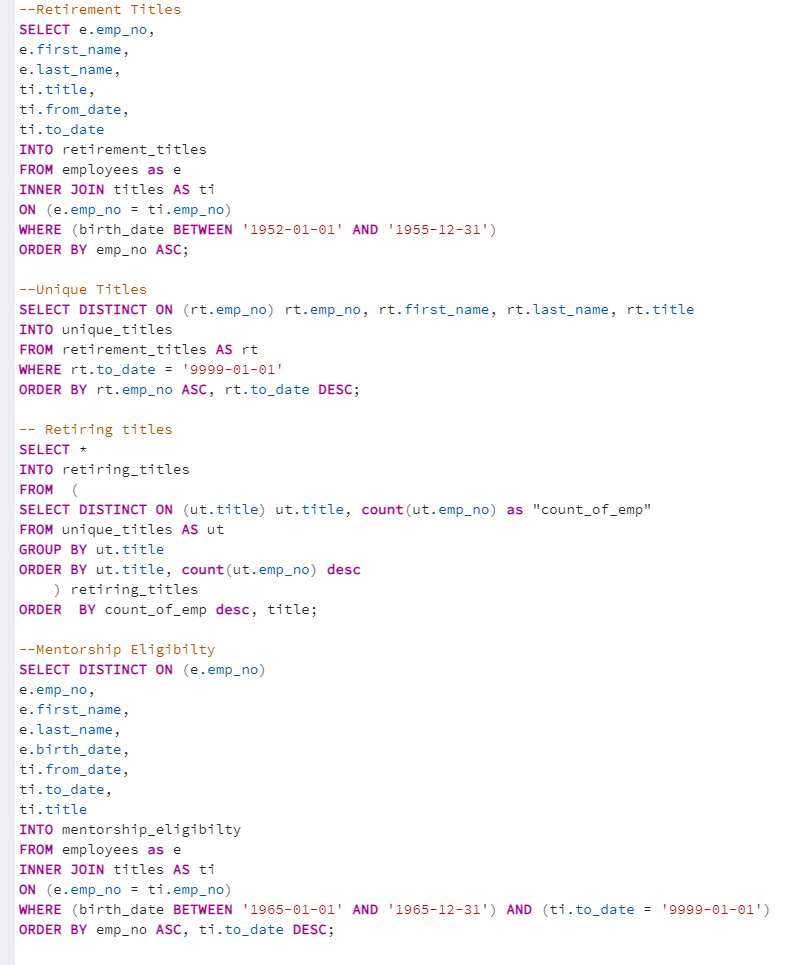 --Retirement Titles
SELECT e.emp_no,
e.first_name,
e.last_name,
ti.title,
ti.from_date,
ti.to_date
INTO retirement_titles
FROM employees as e
INNER JOIN titles AS ti
ON (e.emp_no = ti.emp_no)
WHERE (birth_date BETWEEN '1952-01-01' AND '1955-12-31')
ORDER BY emp_no ASC;

--Unique Titles
SELECT DISTINCT ON (rt.emp_no) rt.emp_no, rt.first_name, rt.last_name, rt.title
INTO unique_titles
FROM retirement_titles AS rt
WHERE rt.to_date = '9999-01-01'
ORDER BY rt.emp_no ASC, rt.to_date DESC;

-- Retiring titles
SELECT *
INTO retiring_titles
FROM  (
SELECT DISTINCT ON (ut.title) ut.title, count(ut.emp_no) as "count_of_emp"
FROM unique_titles AS ut
GROUP BY ut.title
ORDER BY ut.title, count(ut.emp_no) desc
    ) retiring_titles
ORDER  BY count_of_emp desc, title;

--Mentorship Eligibilty
SELECT DISTINCT ON (e.emp_no)
e.emp_no,
e.first_name,
e.last_name,
e.birth_date,
ti.from_date,
ti.to_date,
ti.title
INTO mentorship_eligibilty
FROM employees as e
INNER JOIN titles AS ti
ON (e.emp_no = ti.emp_no)
WHERE (birth_date BETWEEN '1965-01-01' AND '1965-12-31') AND (ti.to_date = '9999-01-01')
ORDER BY emp_no ASC, ti.to_date DESC;